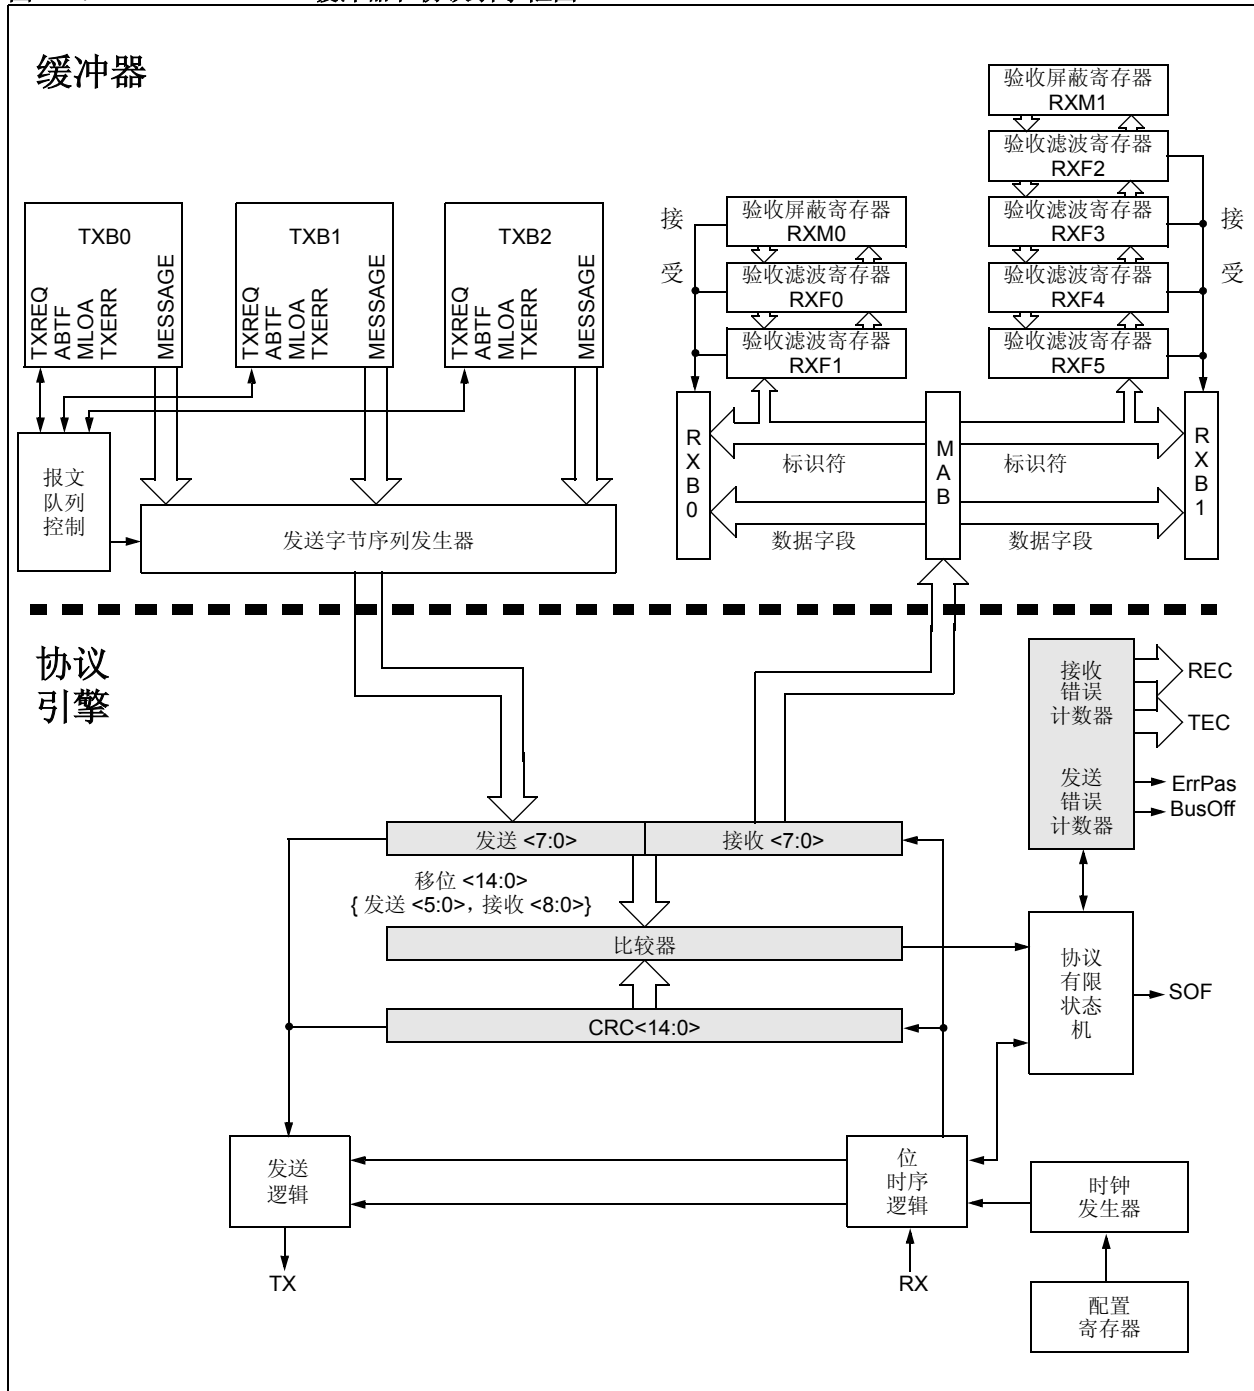 缓冲器
验收屏蔽寄存器
RXM1
验收滤波寄存器
RXF2
验收滤波寄存器
RXF3
验收滤波寄存器
RXF4
验收滤波寄存器
RXF5
接
受
验收屏蔽寄存器
RXM0
验收滤波寄存器
RXF0
验收滤波寄存器
RXF1
接
受
TXB0
TXREQ
ABTF
MLOA
TXERR
MESSAGE
TXB1
TXREQ
ABTF
MLOA
TXERR
MESSAGE
TXB2
TXREQ
ABTF
MLOA
TXERR
MESSAGE
报文
队列
控制
发送字节序列发生器
RXB0
标识符
数据字段
MAB
标识符
数据字段
RXB1
协议
引擎
接收
错误
计数器
发送
错误
计数器
REC
TEC
ErrPas
BusOff
发送 <7:0>
接收 <7:0>
移位 <14:0>
{ 发送 <5:0>, 接收 <8:0>}
比较器
CRC<14:0>
协议
有限
状态
机
SOF
发送
逻辑
TX
位
时序
逻辑
RX
时钟
发生器
配置
寄存器